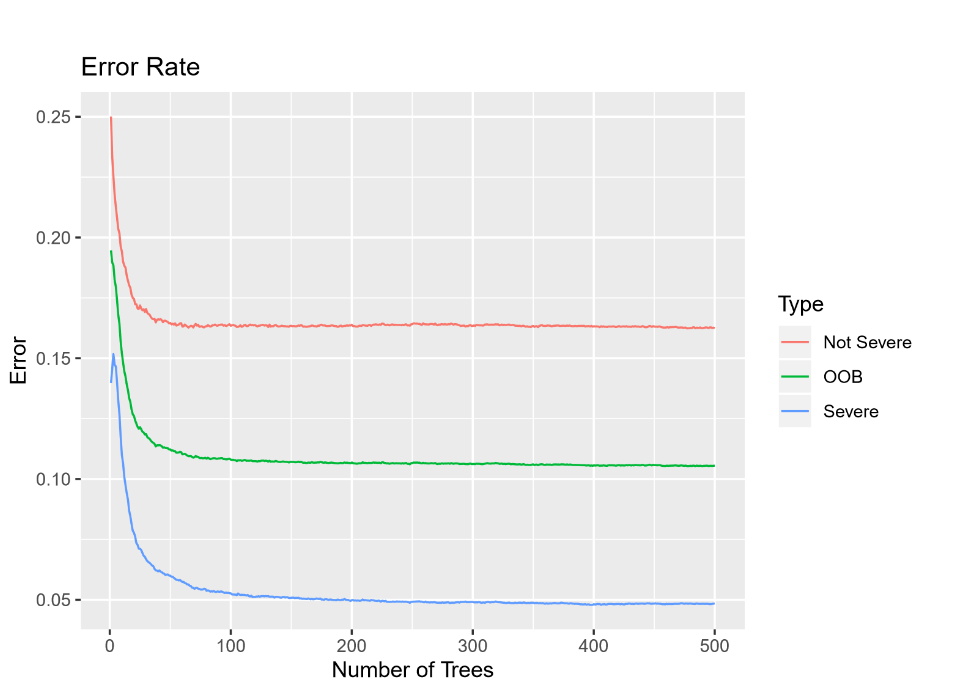 Error Rate
0.25
0.20
0.15
0.10
0.05
Error
0
100
200
300
400
500
Number of Trees
Type
Not Severe
OOB
Severe